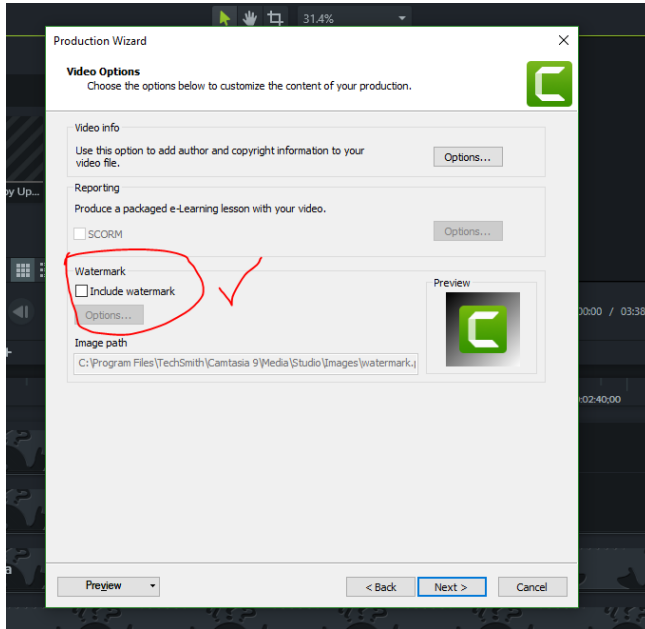 31.4%
Production Wizard
Video Options
Choose the options below to customize the content of your production.
Video info
Use this option to add author and copyright information to your
video file.
Options...
by Up...
Reporting
Produce a packaged e-Learning lesson with your video.
SCORM
Options...
Watermark
Include watermark
Options...
Preview
Image path
C:\Program Files\TechSmith\Camtasia 9\Media\Studio\Images\watermark.p
00:00 / 03:38
:02:40;00
Preview
< Back
Next >
Cancel